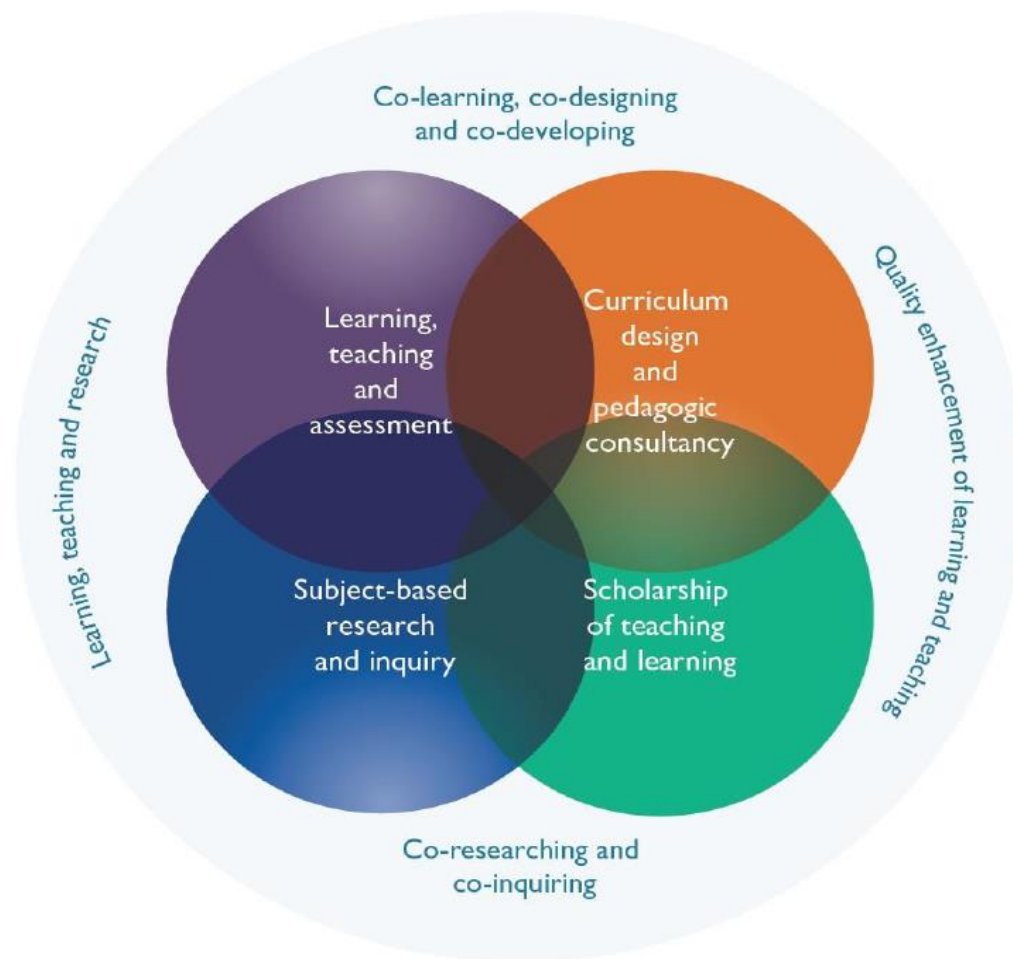 Co-learning, co-designing
and co-developing
Learning, teaching and research
Learning,
teaching
and
assessment
Curriculum
design
and
pedagogic
consultancy
Quality enhancement of learning and teaching
Subject-based
research
and inquiry
Scholarship
of teaching
and learning
Co-researching and
co-inquiring